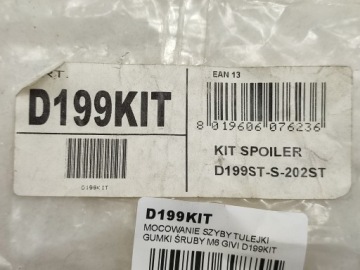 RT.
D199KIT
D199KIT
EAN 13
8 019606 076236
KIT SPOILER
D199ST-S-202ST
D199KIT
MOCOWANIE SZYBY TULEJKI
GUMKI ŚRUBY M6 GIVI D199KIT